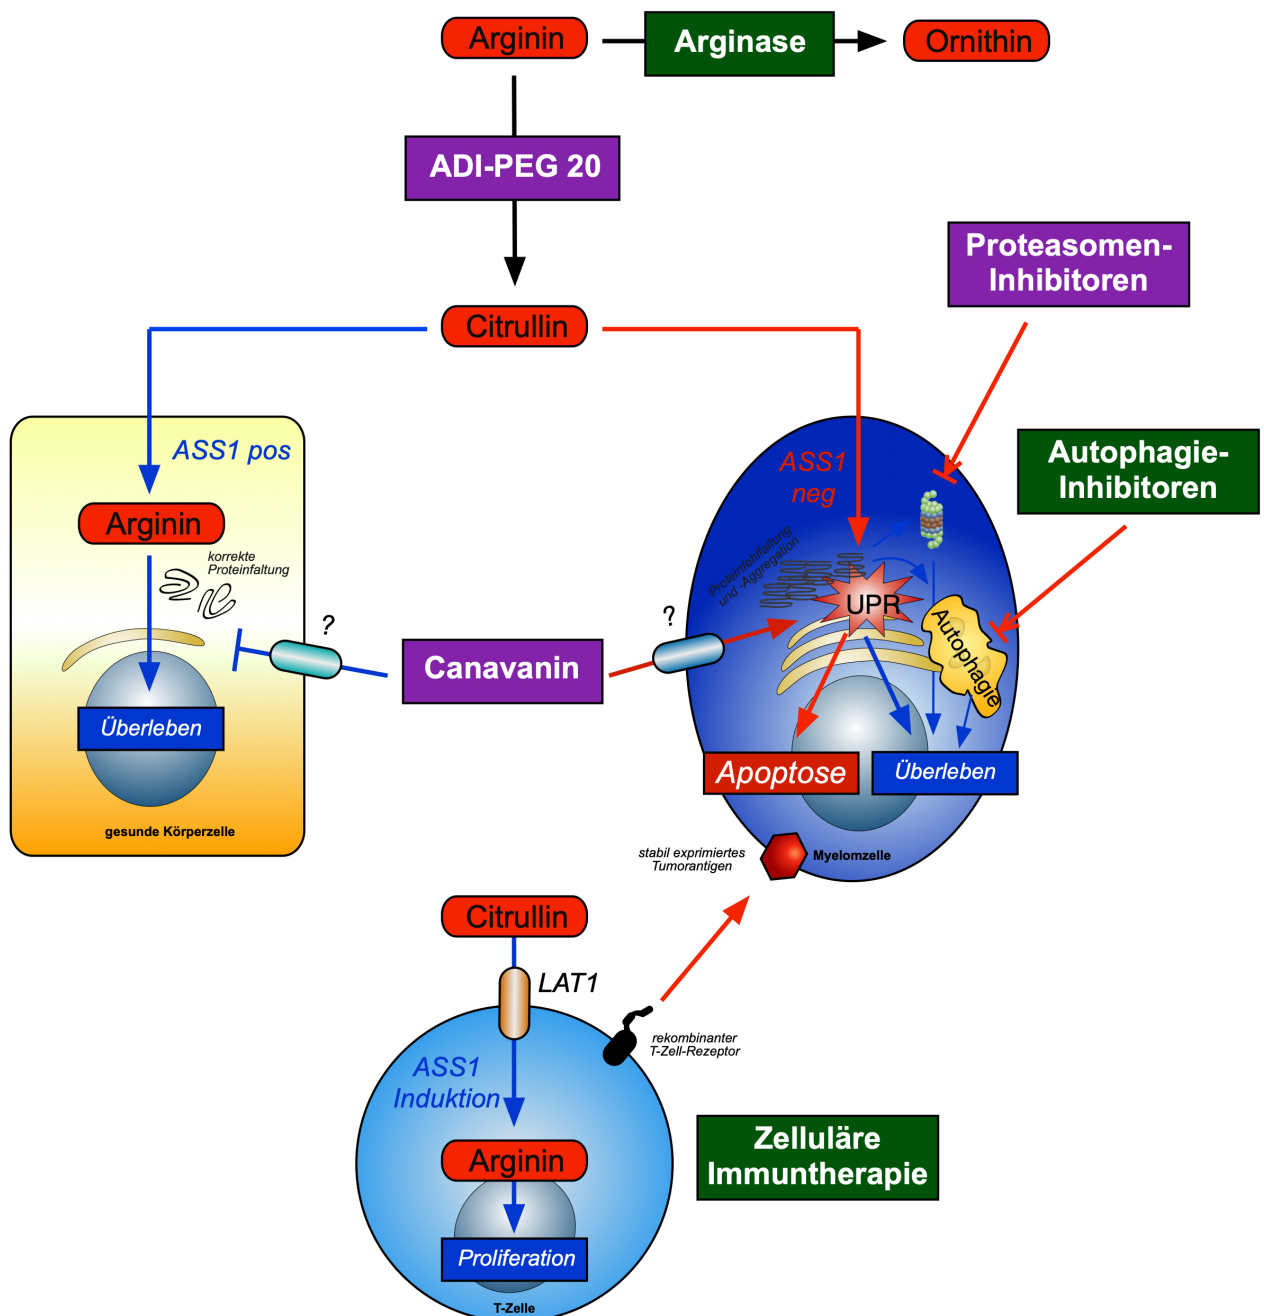 Arginin
Arginase
Ornithin
ADI-PEG 20
Citrullin
Proteasomen-
Inhibitoren
ASS1 pos
Arginin
korrekte
Proteinfaltung
?
Überleben
gesunde Körperzelle
Canavanin
?
ASS1
neg
Proteinfehlfaltung
und -Aggregation
UPR
Autophagie
Autophagie-
Inhibitoren
Apoptose
Überleben
stabil exprimiertes
Tumorantigen
Myelomzelle
Citrullin
LAT1
rekombinanter
T-Zell-Rezeptor
ASS1
Induktion
Arginin
Proliferation
T-Zelle
Zelluläre
Immuntherapie